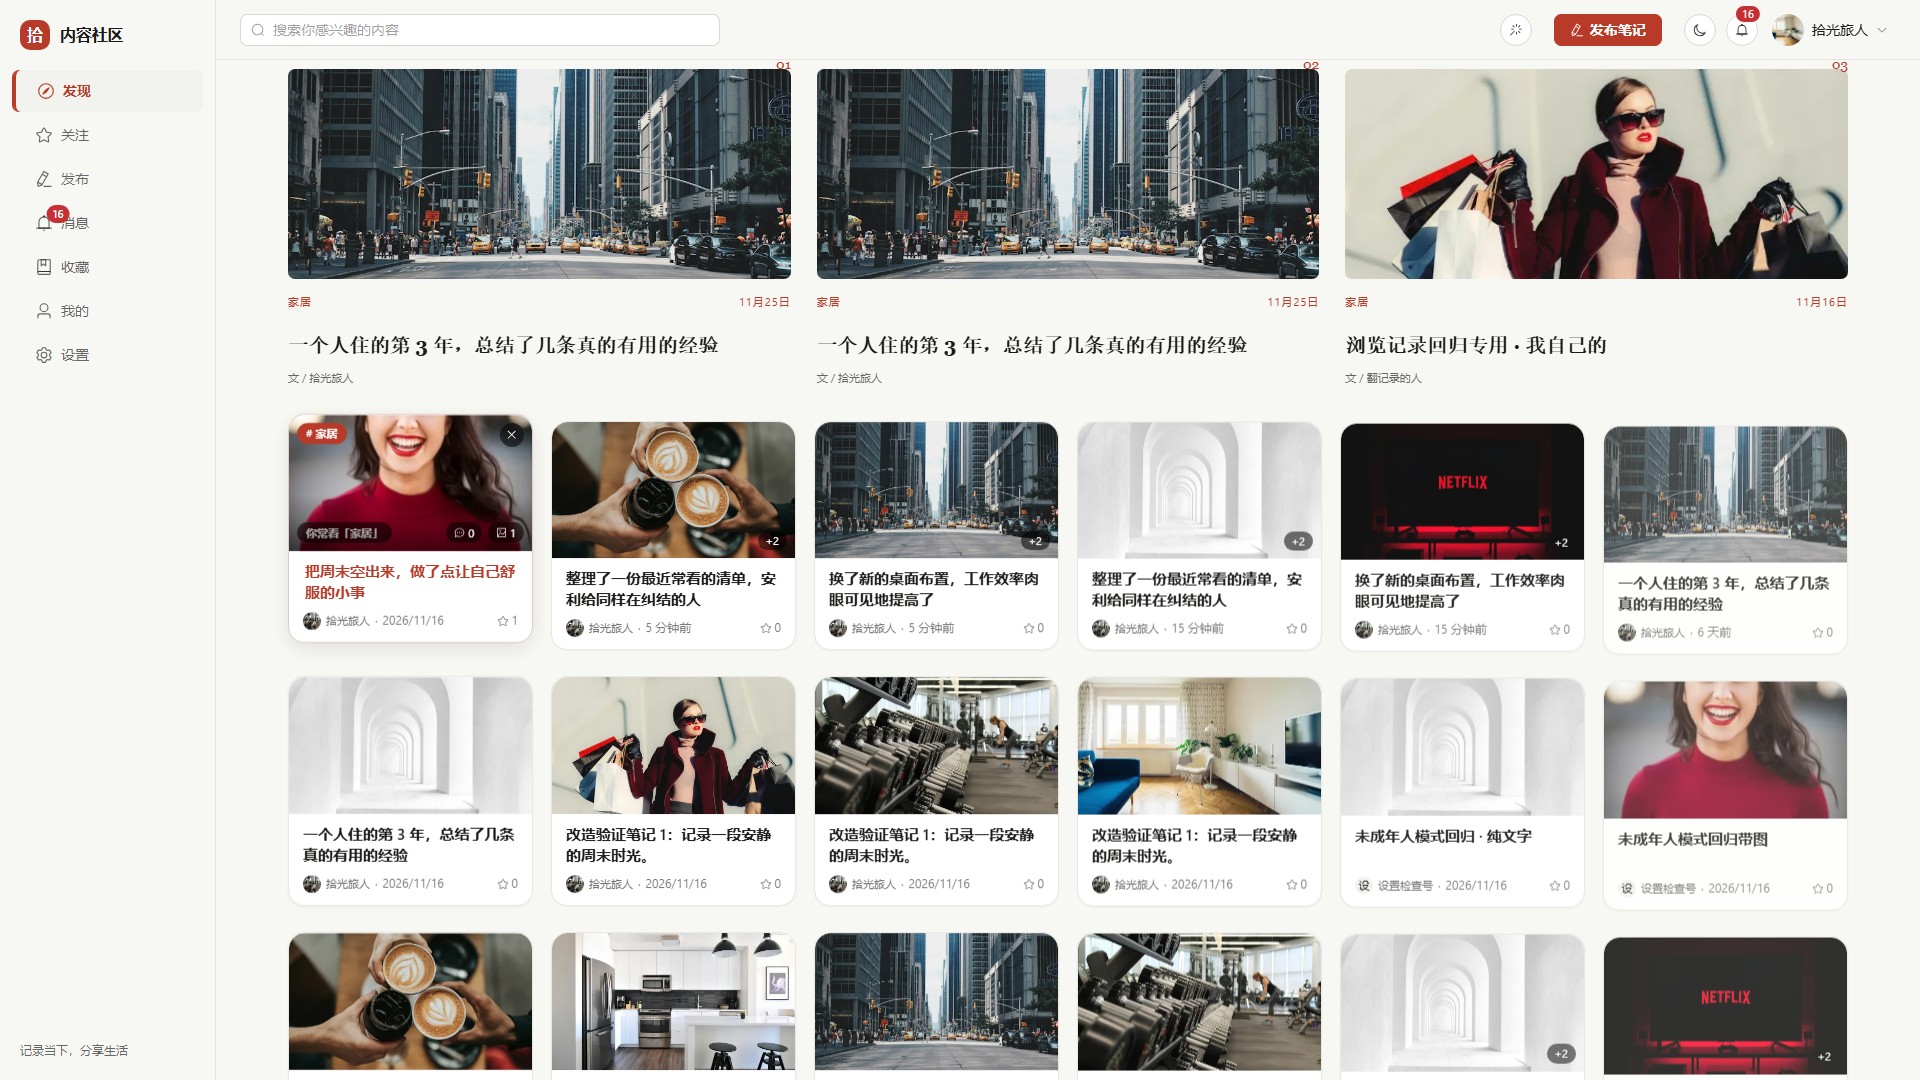 拾 内容社区
搜索你感兴趣的内容
发布笔记
16
拾光旅人
发现
关注
发布
16
消息
收藏
我的
设置
记录当下，分享生活
01
02
03
家居 11月25日
一个人住的第 3 年，总结了几条真的有用的经验
文 / 拾光旅人
家居 11月25日
一个人住的第 3 年，总结了几条真的有用的经验
文 / 拾光旅人
家居 11月16日
浏览记录回归专用 · 我自己的
文 / 翻记录的人
# 家居
你常看「家居」 0 1
把周末空出来，做了点让自己舒
服的小事
拾光旅人 · 2026/11/16 1
+2
整理了一份最近常看的清单，安
利给同样在纠结的人
拾光旅人 · 5 分钟前 0
+2
换了新的桌面布置，工作效率肉
眼可见地提高了
拾光旅人 · 5 分钟前 0
+2
整理了一份最近常看的清单，安
利给同样在纠结的人
拾光旅人 · 15 分钟前 0
NETFLIX
+2
换了新的桌面布置，工作效率肉
眼可见地提高了
拾光旅人 · 15 分钟前 0
一个人住的第 3 年，总结了几条
真的有用的经验
拾光旅人 · 6 天前 0
一个人住的第 3 年，总结了几条
真的有用的经验
拾光旅人 · 2026/11/16 0
改造验证笔记 1：记录一段安静
的周末时光。
拾光旅人 · 2026/11/16 0
改造验证笔记 1：记录一段安静
的周末时光。
拾光旅人 · 2026/11/16 0
改造验证笔记 1：记录一段安静
的周末时光。
拾光旅人 · 2026/11/16 0
未成年人模式回归 · 纯文字
设 设置检查号 · 2026/11/16 0
未成年人模式回归带图
设 设置检查号 · 2026/11/16 0
+2
NETFLIX
+2